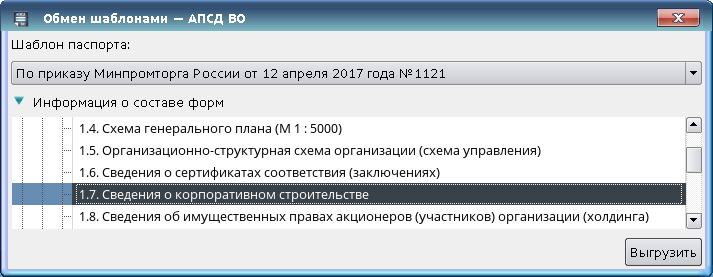 Обмен шаблонами — АПСД ВО
Шаблон паспорта:
По приказу Минпромторга России от 12 апреля 2017 года №1121
Информация о составе форм
1.4. Схема генерального плана (М 1 : 5000)
1.5. Организационно-структурная схема организации (схема управления)
1.6. Сведения о сертификатах соответствия (заключениях)
1.7. Сведения о корпоративном строительстве
1.8. Сведения об имущественных правах акционеров (участников) организации (холдинга)
Выгрузить